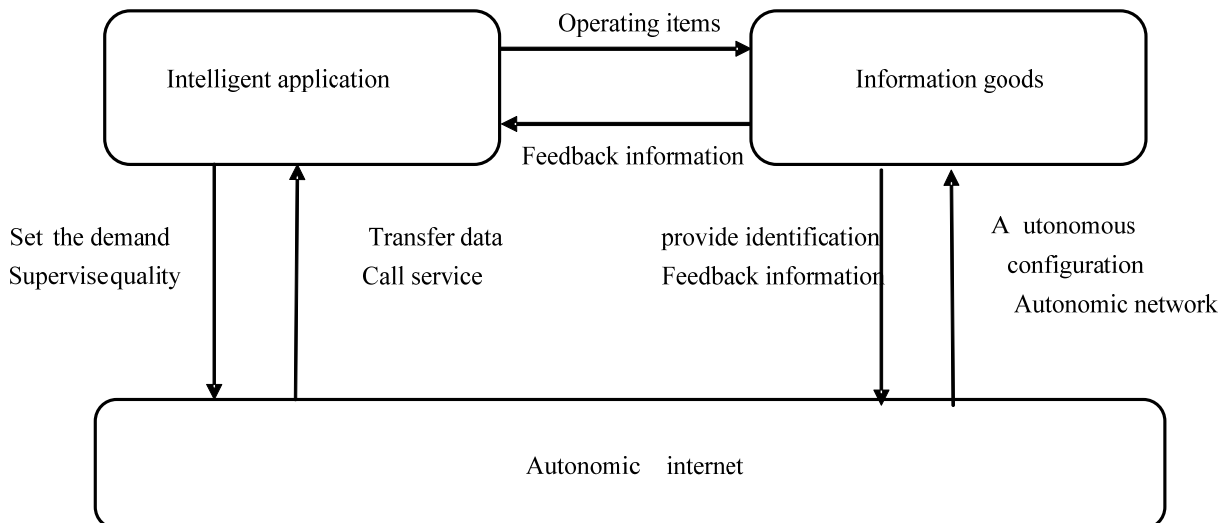 Operating items
Intelligent application
Information goods
Feedback information
Set the demand
Supervisequality
Transfer data
Call service
provide identification
Feedback information
A utonomous
configuration
Autonomic network
Autonomic internet